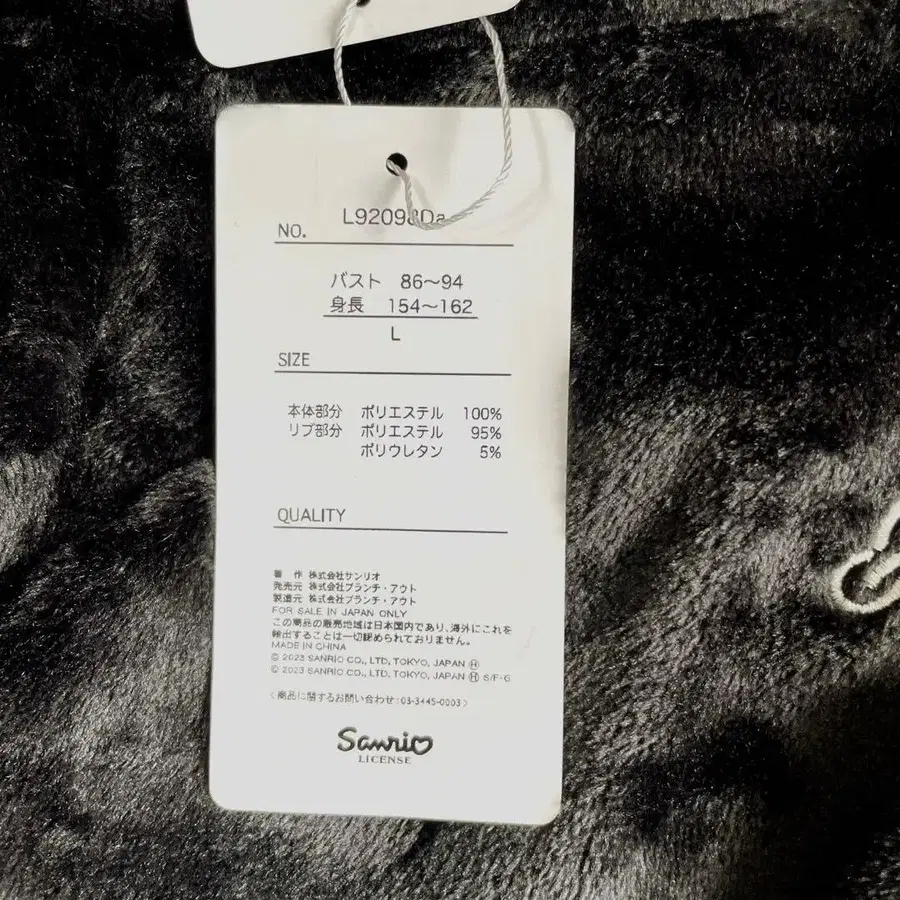 L92098Da
NO.
バスト 86〜94
身長 154〜162
L
SIZE
本体部分 ポリエステル 100%
リブ部分 ポリエステル 95%
ポリウレタン 5%
QUALITY
著 作 株式会社サンリオ
発売元 株式会社ブランチ・アウト
製造元 株式会社ブランチ・アウト
FOR SALE IN JAPAN ONLY
この商品の販売地域は日本国内であり、海外にこれを
輸出することは一切認められておりません。
MADE IN CHINA
© 2023 SANRIO CO., LTD, TOKYO, JAPAN Ⓗ
© 2023 SANRIO CO., LTD, TOKYO, JAPAN Ⓗ S/F·G
〈商品に関するお問い合わせ:03-3445-0003〉
Sanrio
LICENSE